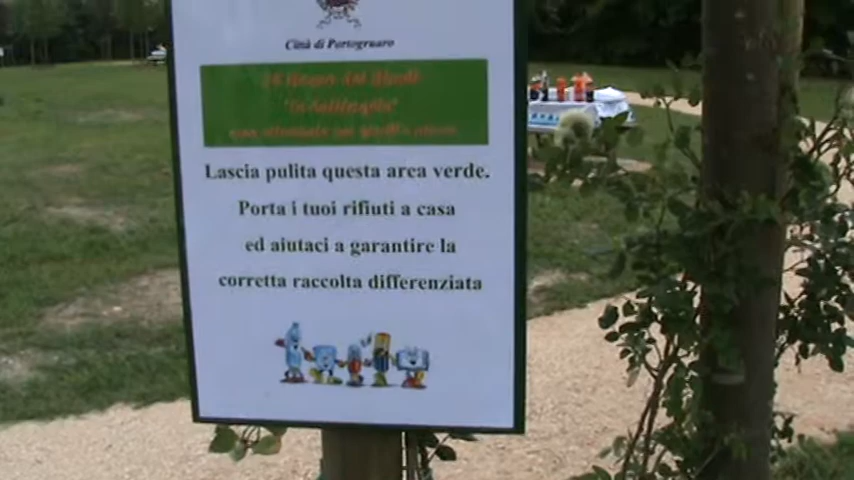 Città di Portogruaro
Lascia pulita questa area verde.
Porta i tuoi rifiuti a casa
ed aiutaci a garantire la
corretta raccolta differenziata